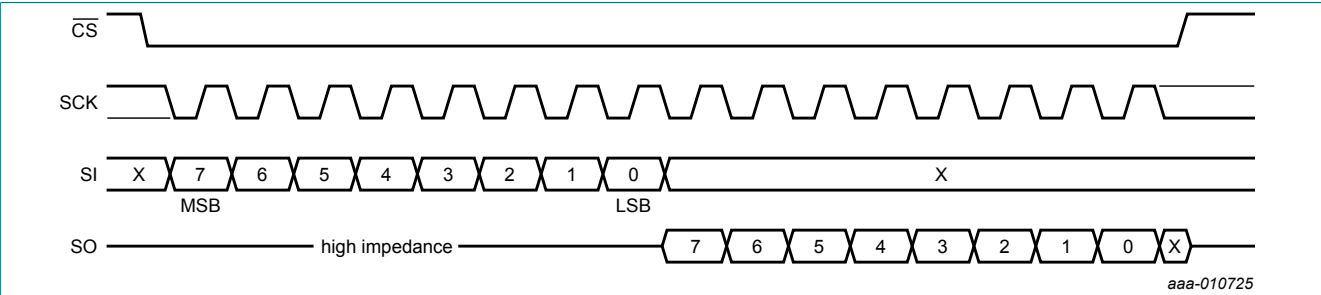 CS
SCK
SI X 7 6 5 4 3 2 1 0 X
MSB LSB
SO high impedance 7 6 5 4 3 2 1 0 X
aaa-010725